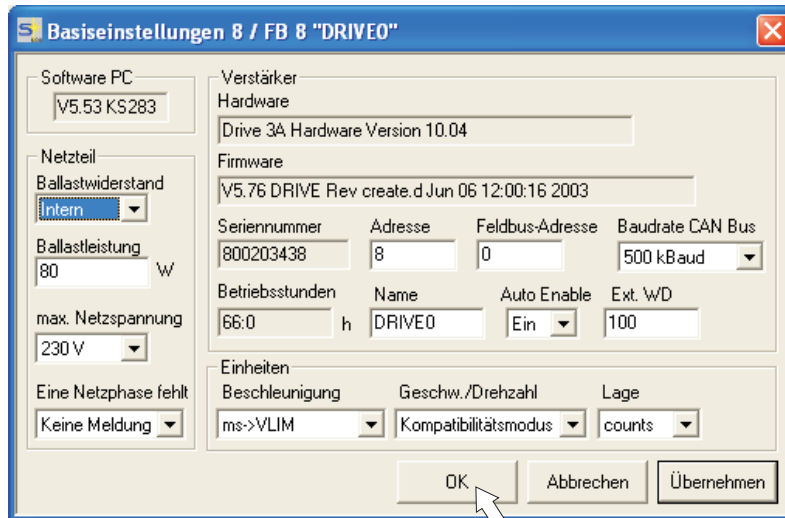 Basiseinstellungen 8 / FB 8 "DRIVE0"
Software PC
V5.53 KS283
Netzteil
Ballastwiderstand
Intern
Ballastleistung
80 W
max. Netzspannung
230 V
Eine Netzphase fehlt
Keine Meldung
Verstärker
Hardware
Drive 3A Hardware Version 10.04
Firmware
V5.76 DRIVE Rev create.d Jun 06 12:00:16 2003
Seriennummer Adresse Feldbus-Adresse Baudrate CAN Bus
800203438 8 0 500 kBaud
Betriebsstunden Name Auto Enable Ext. WD
66:0 h DRIVE0 Ein 100
Einheiten
Beschleunigung Geschw./Drehzahl Lage
ms->VLIM Kompatibilitätsmodus counts
OK Abbrechen Übernehmen